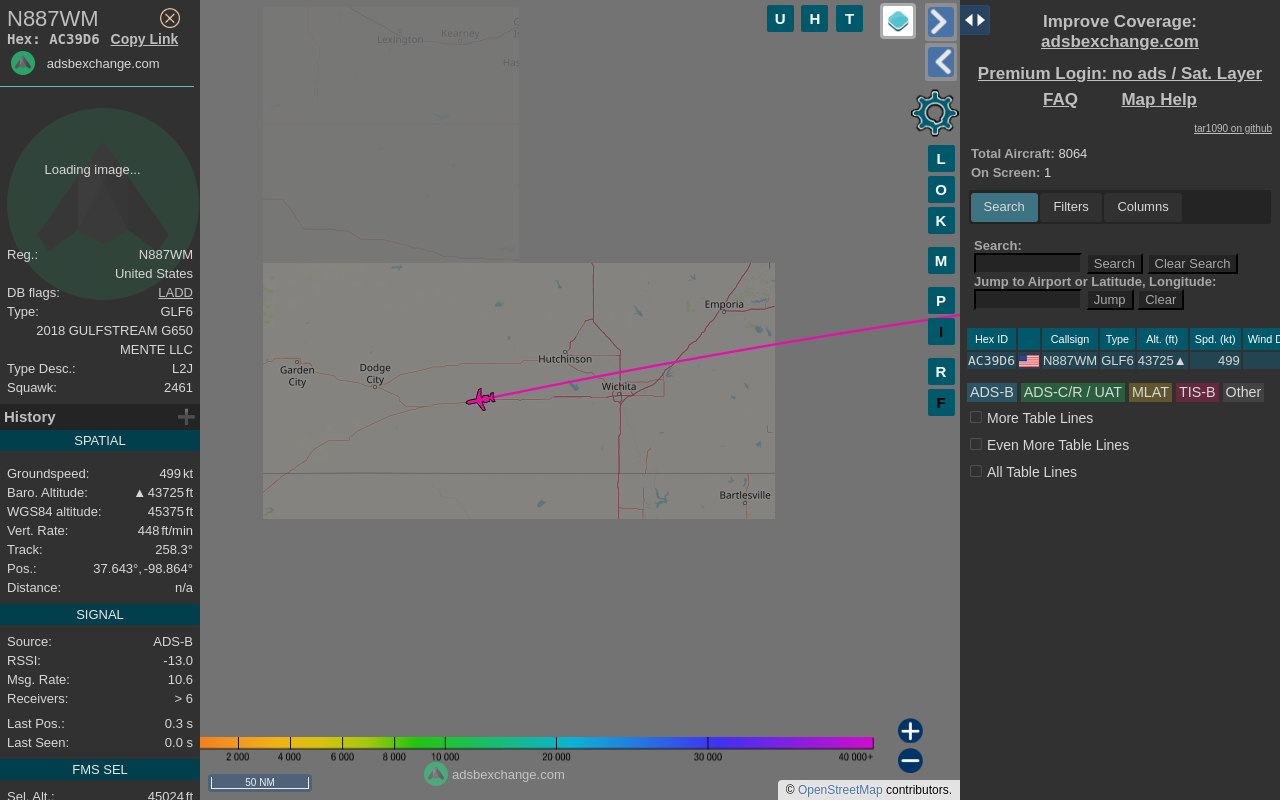 N887WM
Hex: AC39D6 Copy Link
adsbexchange.com
Loading image...
Reg.: N887WM
United States
DB flags: LADD
Type: GLF6
2018 GULFSTREAM G650
MENTE LLC
Type Desc.: L2J
Squawk: 2461
History
SPATIAL
Groundspeed: 499 kt
Baro. Altitude: ▲ 43725 ft
WGS84 altitude: 45375 ft
Vert. Rate: 448 ft/min
Track: 258.3°
Pos.: 37.643°, -98.864°
Distance: n/a
SIGNAL
Source: ADS-B
RSSI: -13.0
Msg. Rate: 10.6
Receivers: > 6
Last Pos.: 0.3 s
Last Seen: 0.0 s
FMS SEL
Sel. Alt.: 45024 ft
Lexington
Kearney
Emporia
Hutchinson
Garden City
Dodge City
Wichita
Bartlesville
U H T
L
O
K
M
P
I
R
F
2 000 4 000 6 000 8 000 10 000 20 000 30 000 40 000+
50 NM
adsbexchange.com
© OpenStreetMap contributors.
Improve Coverage:
adsbexchange.com
Premium Login: no ads / Sat. Layer
FAQ Map Help
tar1090 on github
Total Aircraft: 8064
On Screen: 1
Search Filters Columns
Search:
Search Clear Search
Jump to Airport or Latitude, Longitude:
Jump Clear
Hex ID Callsign Type Alt. (ft) Spd. (kt) Wind D
AC39D6 N887WM GLF6 43725▲ 499
ADS-B ADS-C/R / UAT MLAT TIS-B Other
More Table Lines
Even More Table Lines
All Table Lines